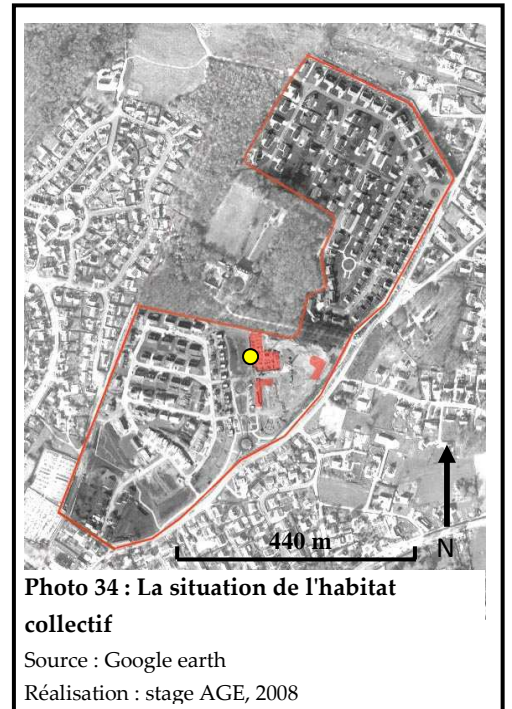 440 m
N
Photo 34 : La situation de l'habitat
collectif
Source : Google earth
Réalisation : stage AGE, 2008